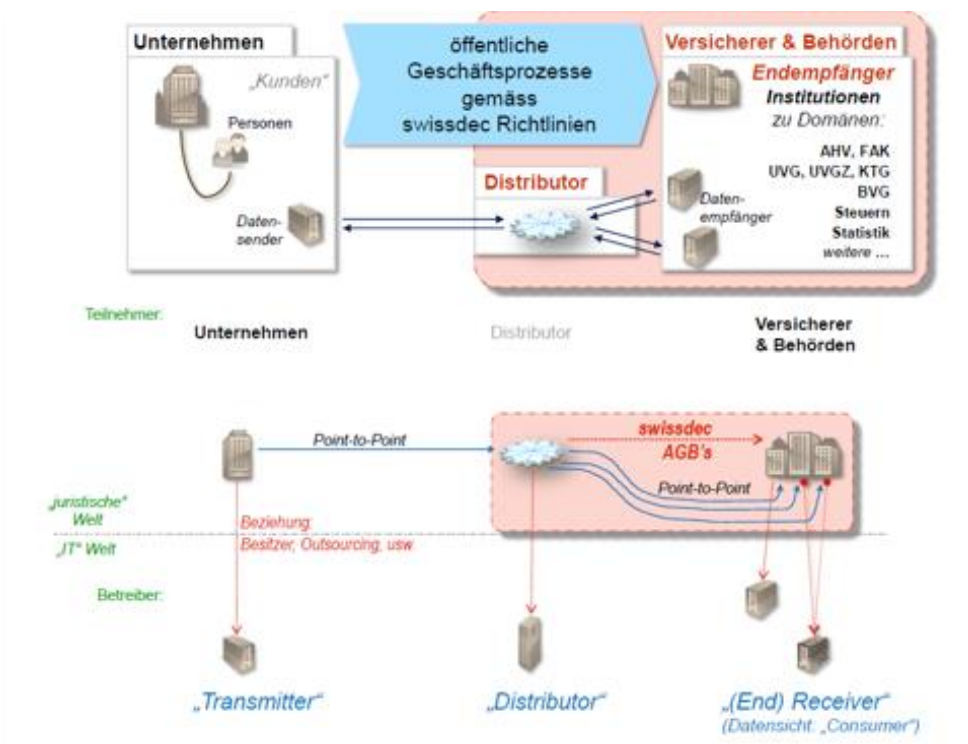 Unternehmen
„Kunden“
Personen
Daten-
sender
öffentliche
Geschäftsprozesse
gemäss
swissdec Richtlinien
Distributor
Versicherer & Behörden
Endempfänger
Institutionen
zu Domänen:
AHV, FAK
UVG, UVGZ, KTG
BVG
Steuern
Statistik
weitere ...
Daten-
empfänger
Teilnehmer:
Unternehmen
Distributor
Versicherer
& Behörden
Point-to-Point
swissdec
AGB's
Point-to-Point
„juristische“
Welt
Beziehung:
„IT“ Welt
Besitzer, Outsourcing, usw
Betreiber:
„Transmitter“
„Distributor“
„(End) Receiver“
(Datensicht: „Consumer“)